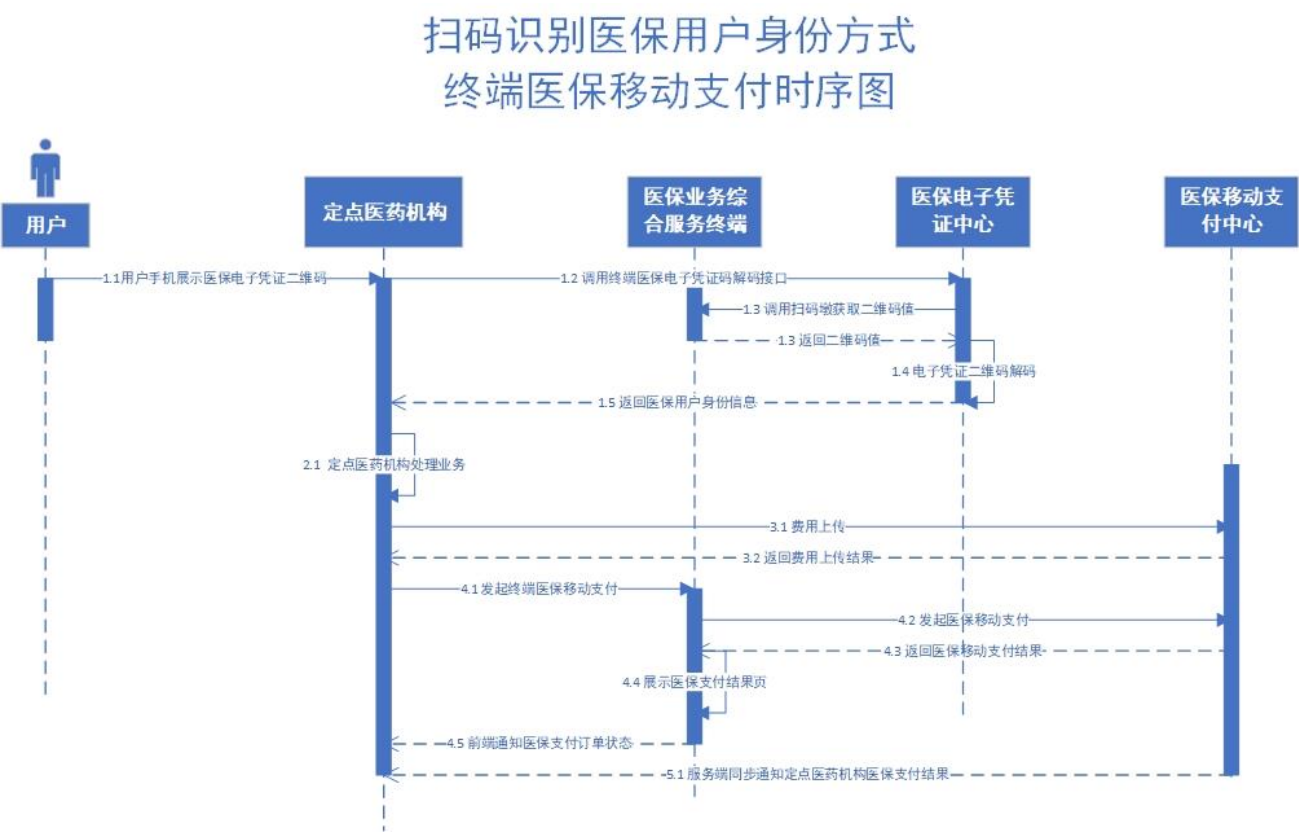 扫码识别医保用户身份方式
终端医保移动支付时序图
用户
定点医药机构
医保业务综
合服务终端
医保电子凭
证中心
医保移动支
付中心
1.1用户手机展示医保电子凭证二维码
1.2 调用终端医保电子凭证码解码接口
1.3 调用扫码墩获取二维码值
1.3 返回二维码值
1.4 电子凭证二维码解码
1.5 返回医保用户身份信息
2.1 定点医药机构处理业务
3.1 费用上传
3.2 返回费用上传结果
4.1 发起终端医保移动支付
4.2 发起医保移动支付
4.3 返回医保移动支付结果
4.4 展示医保支付结果页
4.5 前端通知医保支付订单状态
5.1 服务端同步通知定点医药机构医保支付结果